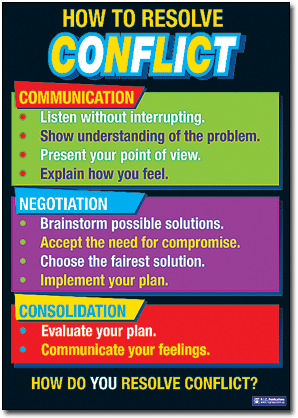 HOW TO RESOLVE
CONFLICT
COMMUNICATION
• Listen without interrupting.
• Show understanding of the problem.
• Present your point of view.
• Explain how you feel.
NEGOTIATION
• Brainstorm possible solutions.
• Accept the need for compromise.
• Choose the fairest solution.
• Implement your plan.
CONSOLIDATION
• Evaluate your plan.
• Communicate your feelings.
HOW DO YOU RESOLVE CONFLICT?